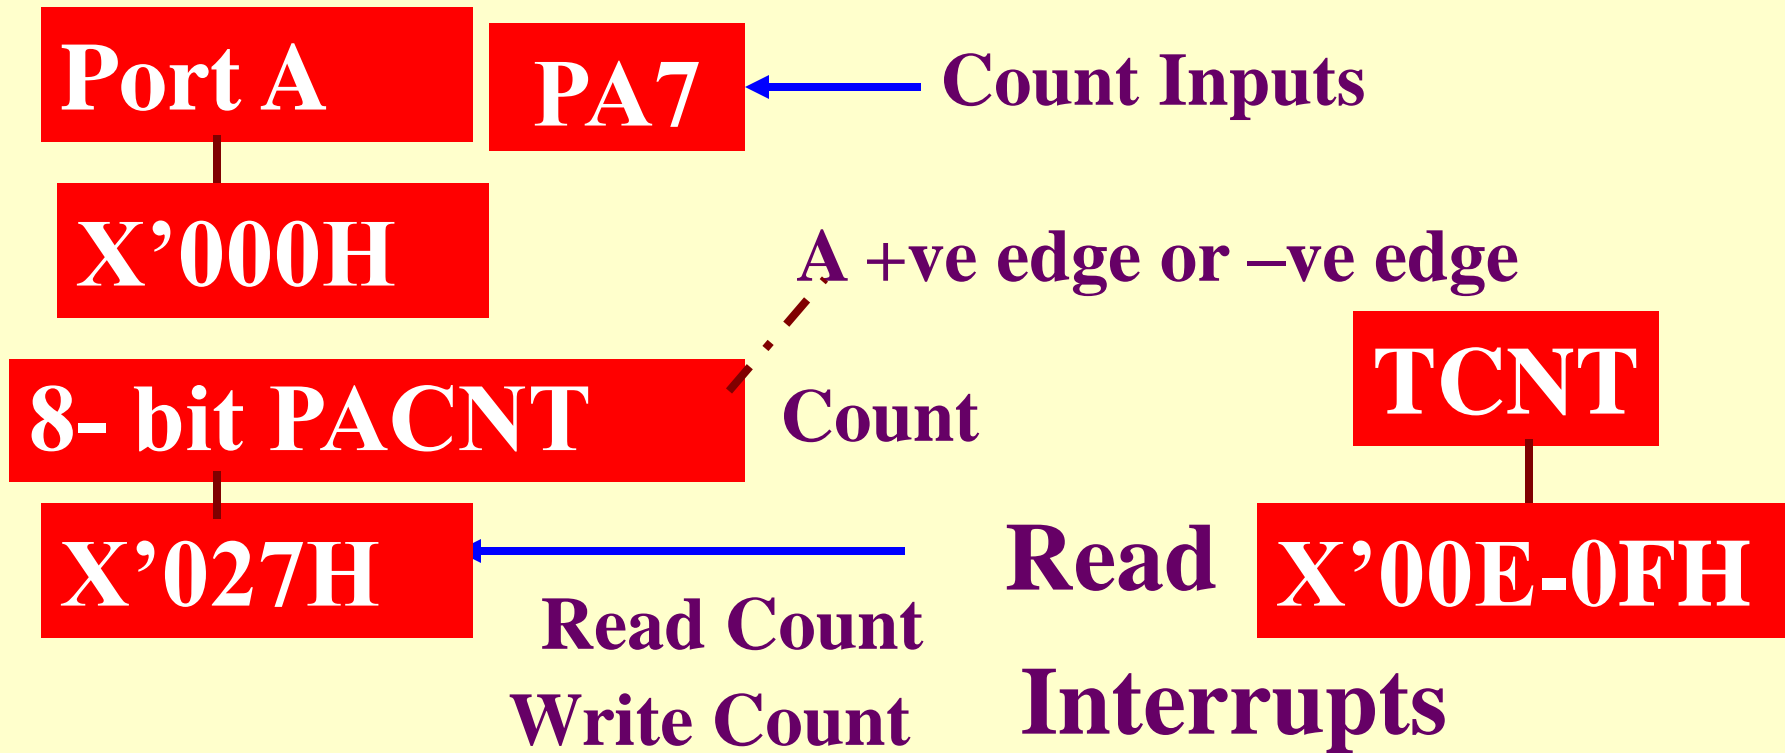 Port A
PA7
Count Inputs
X’000H
A +ve edge or –ve edge
8- bit PACNT
Count
TCNT
X’027H
Read
X’00E-0FH
Read Count
Write Count
Interrupts